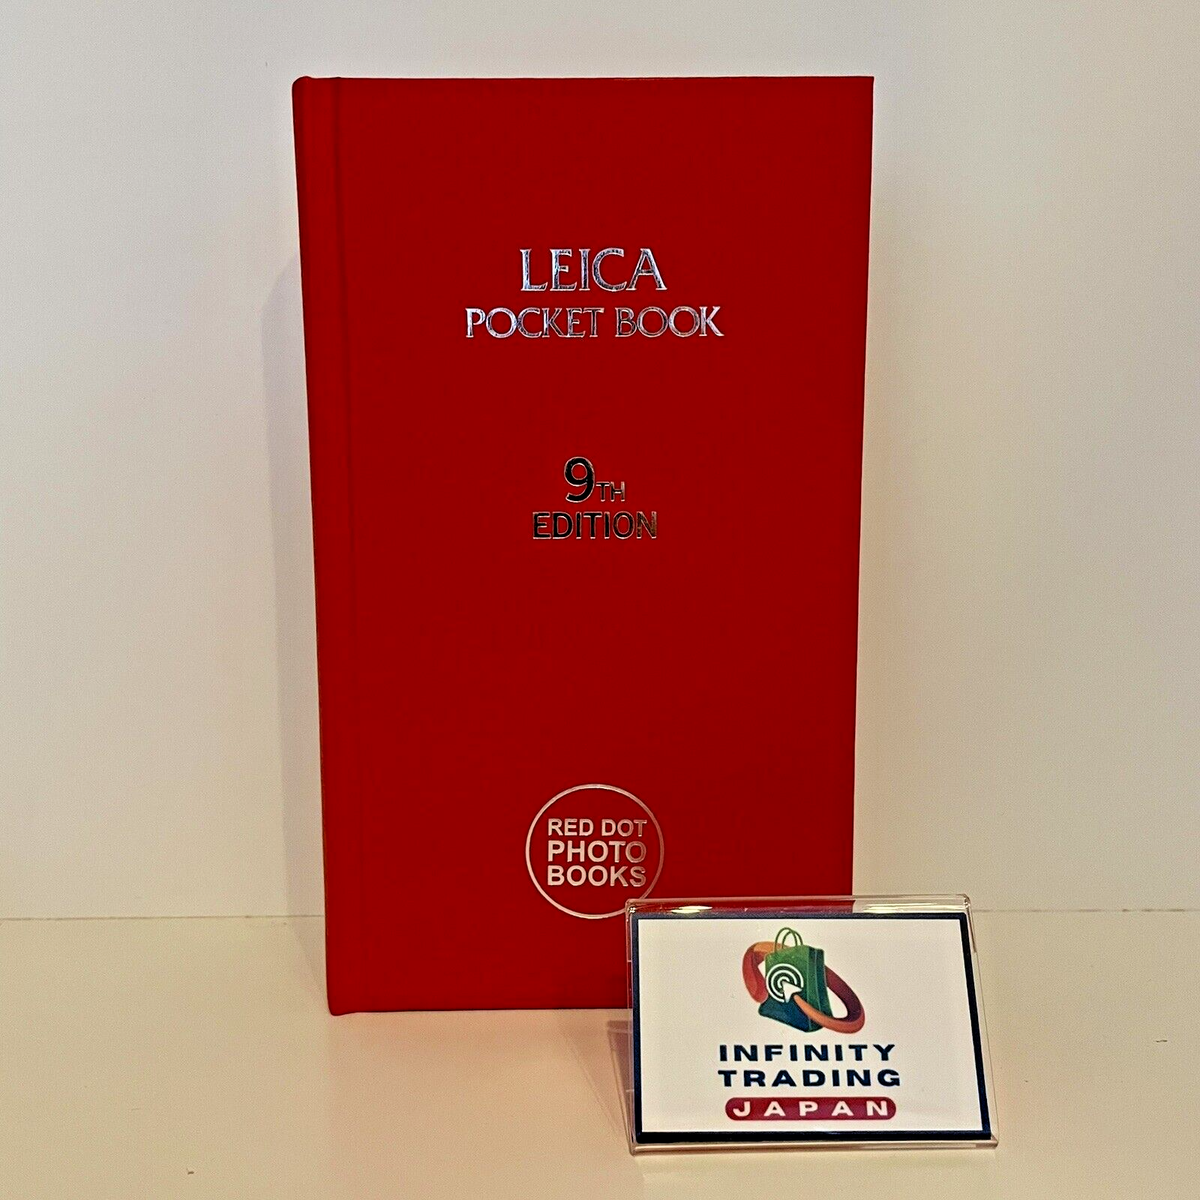 LEICA
POCKET BOOK
9TH
EDITION
RED DOT
PHOTO
BOOKS
INFINITY
TRADING
JAPAN